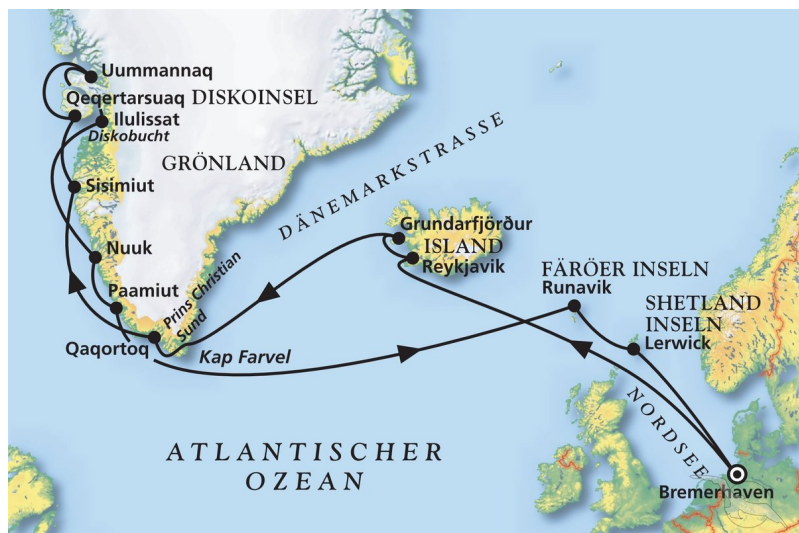 Uummannaq
Qeqertarsuaq DISKOINSEL
Ilulissat
Diskobucht
GRÖNLAND
Sisimiut
DÄNEMARKSTRASSE
Grundarfjörður
ISLAND
Reykjavik
Nuuk
Paamiut
Prins Christian
Sund
Qaqortoq
Kap Farvel
FÄRÖER INSELN
Runavik
SHETLAND
INSELN
Lerwick
NORDSEE
ATLANTISCHER
OZEAN
Bremerhaven